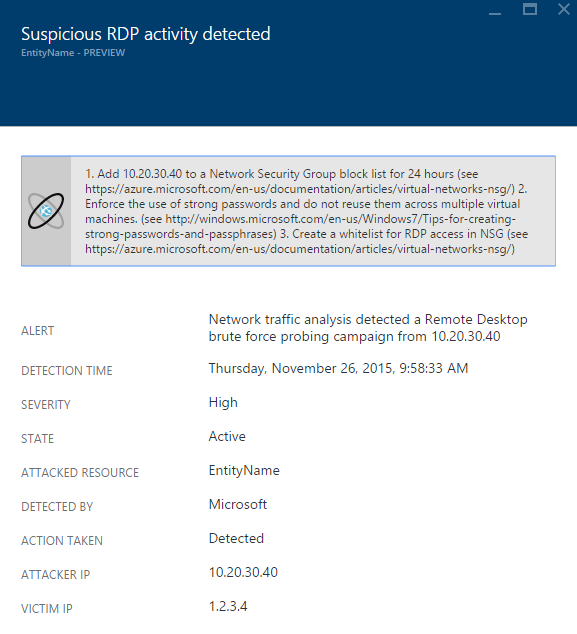 Suspicious RDP activity detected
EntityName - PREVIEW
1. Add 10.20.30.40 to a Network Security Group block list for 24 hours (see
https://azure.microsoft.com/en-us/documentation/articles/virtual-networks-nsg/) 2.
Enforce the use of strong passwords and do not reuse them across multiple virtual
machines. (see http://windows.microsoft.com/en-us/Windows7/Tips-for-creating-
strong-passwords-and-passphrases) 3. Create a whitelist for RDP access in NSG (see
https://azure.microsoft.com/en-us/documentation/articles/virtual-networks-nsg/)
ALERT
Network traffic analysis detected a Remote Desktop
brute force probing campaign from 10.20.30.40
DETECTION TIME
Thursday, November 26, 2015, 9:58:33 AM
SEVERITY
High
STATE
Active
ATTACKED RESOURCE
EntityName
DETECTED BY
Microsoft
ACTION TAKEN
Detected
ATTACKER IP
10.20.30.40
VICTIM IP
1.2.3.4